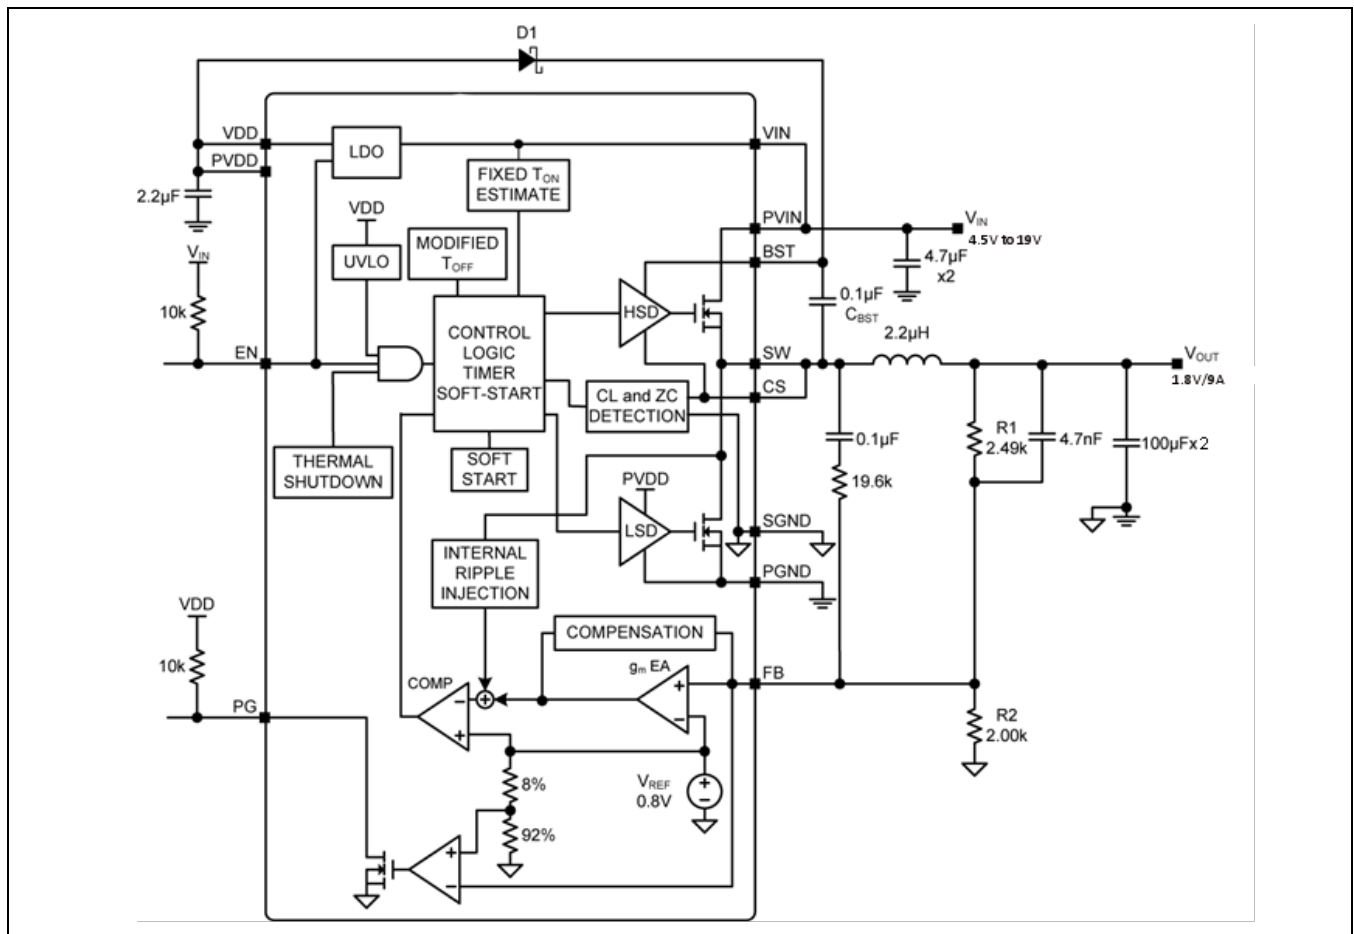 D1
VDD
LDO
VIN
PVDD
FIXED TON
ESTIMATE
2.2µF
VDD
PVIN
VIN
4.5V to 19V
MODIFIED
TOFF
BST
VIN
UVLO
4.7µF
x2
10k
HSD
0.1µF
CBST
CONTROL
LOGIC
TIMER
SOFT-START
2.2µH
EN
SW
VOUT
1.8V/9A
CS
CL and ZC
DETECTION
R1
2.49k
0.1µF
4.7nF
100µFx2
THERMAL
SHUTDOWN
SOFT
START
PVDD
19.6k
LSD
SGND
INTERNAL
RIPPLE
INJECTION
PGND
VDD
COMPENSATION
10k
gm EA
FB
COMP
+
−
+
−
+
PG
R2
2.00k
8%
VREF
0.8V
+
−
92%
+
−